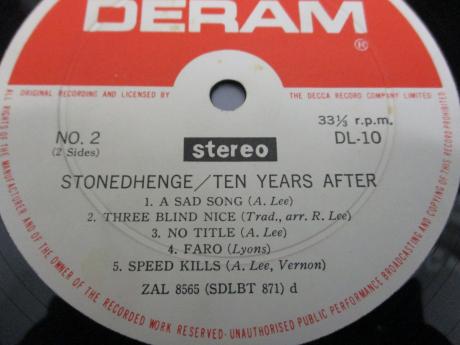 DERAM
®
ORIGINAL RECORDING AND LICENSED BY THE DECCA RECORD COMPANY LIMITED
NO. 2
(2 Sides)
33⅓ r.p.m.
DL-10
stereo
STONEDHENGE/TEN YEARS AFTER
1. A SAD SONG (A. Lee)
2. THREE BLIND NICE (Trad., arr. R. Lee)
3. NO TITLE (A. Lee)
4. FARO (Lyons)
5. SPEED KILLS (A. Lee, Vernon)
ZAL 8565 (SDLBT 871) d
ALL RIGHTS OF THE MANUFACTURER AND OF THE OWNER OF THE RECORDED WORK RESERVED-UNAUTHORISED PUBLIC PERFORMANCE BROADCASTING AND COPYING OF THIS RECORD PROHIBITED